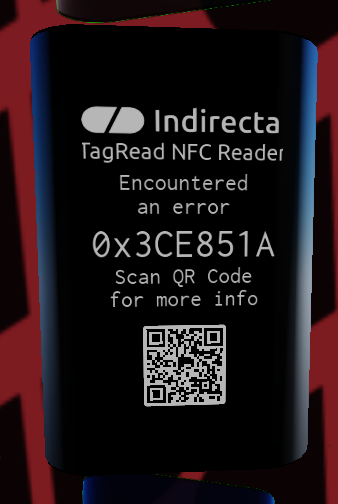 Indirecta
TagRead NFC Reader
Encountered
an error
0x3CE851A
Scan QR Code
for more info